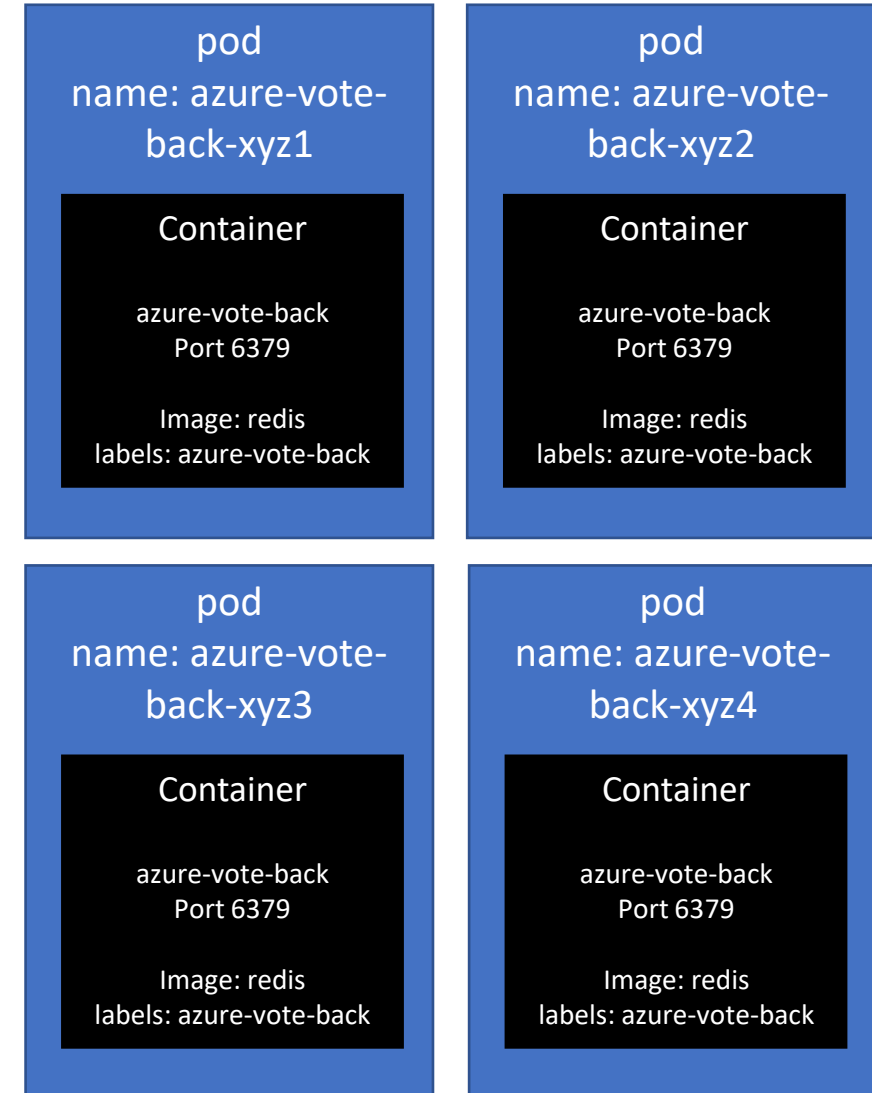 pod
name: azure-vote-
back-xyz1
Container
azure-vote-back
Port 6379
Image: redis
labels: azure-vote-back
pod
name: azure-vote-
back-xyz2
Container
azure-vote-back
Port 6379
Image: redis
labels: azure-vote-back
pod
name: azure-vote-
back-xyz3
Container
azure-vote-back
Port 6379
Image: redis
labels: azure-vote-back
pod
name: azure-vote-
back-xyz4
Container
azure-vote-back
Port 6379
Image: redis
labels: azure-vote-back